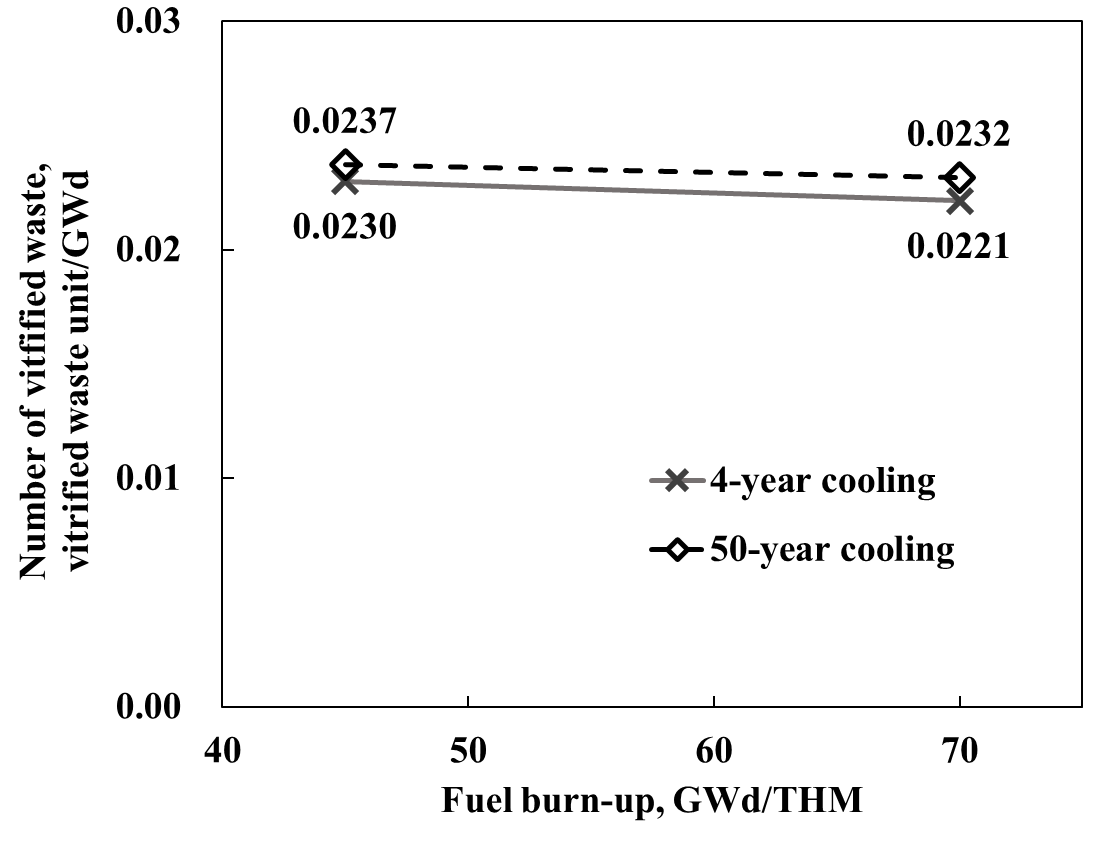 0.03
0.02
0.01
0.00
Number of vitfified waste,
vitrified waste unit/GWd
0.0237
0.0232
0.0230
0.0221
4-year cooling
50-year cooling
40
50
60
70
Fuel burn-up, GWd/THM